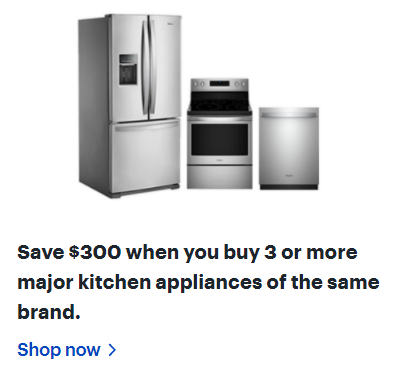 Save $300 when you buy 3 or more
major kitchen appliances of the same
brand.
Shop now >